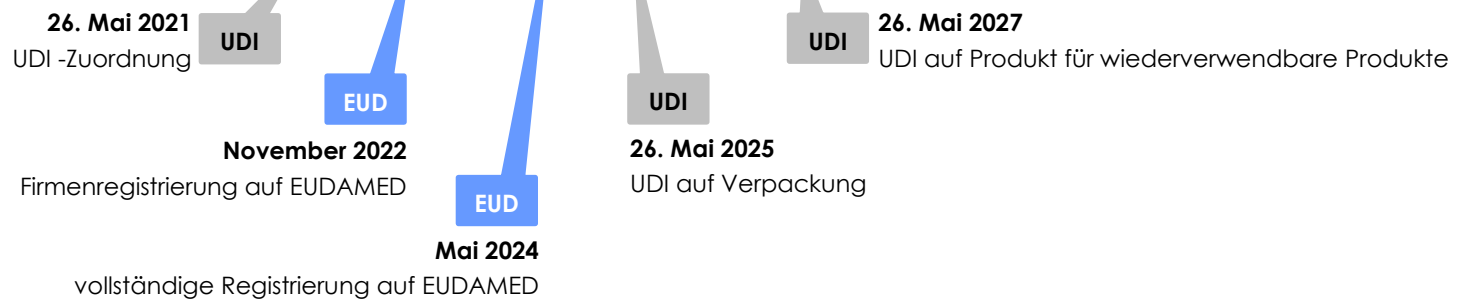 26. Mai 2021
UDI -Zuordnung
UDI
UDI
26. Mai 2027
UDI auf Produkt für wiederverwendbare Produkte
EUD
November 2022
Firmenregistrierung auf EUDAMED
UDI
26. Mai 2025
UDI auf Verpackung
EUD
Mai 2024
vollständige Registrierung auf EUDAMED